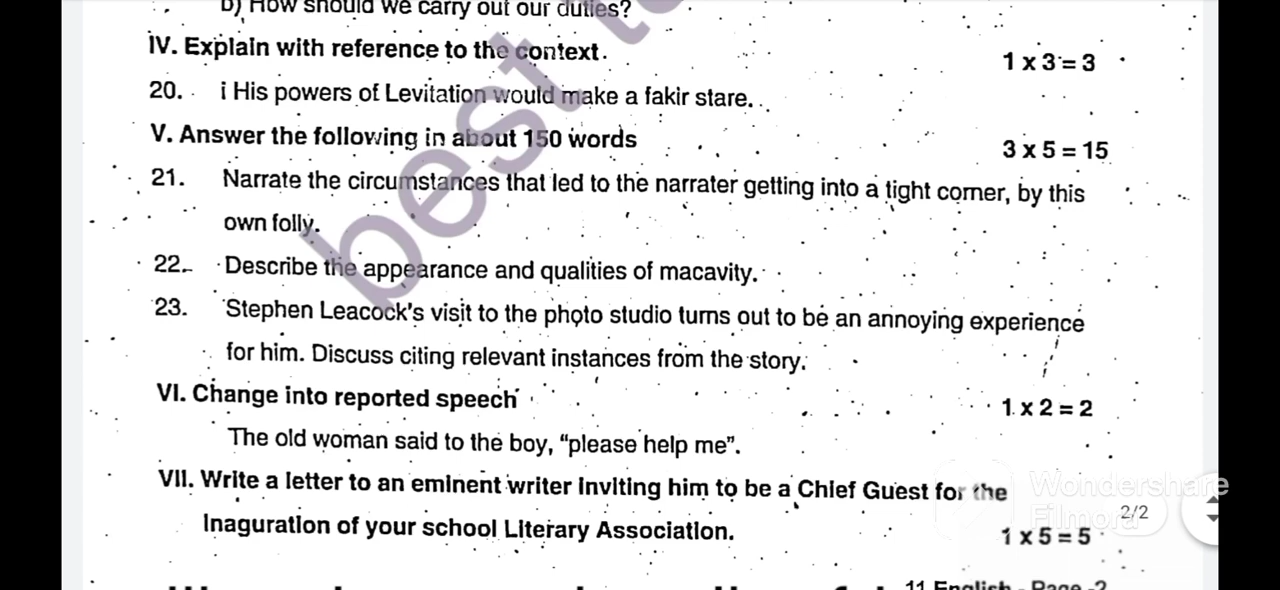 b) How should we carry out our duties?
IV. Explain with reference to the context.
1 x 3 = 3
20. i His powers of Levitation would make a fakir stare...
V. Answer the following in about 150 words
3 x 5 = 15
21. Narrate the circumstances that led to the narrater getting into a tight corner, by this
own folly.
22. Describe the appearance and qualities of macavity.
23. Stephen Leacock's visit to the photo studio turns out to be an annoying experience
for him. Discuss citing relevant instances from the story.
VI. Change into reported speech
1 x 2 = 2
The old woman said to the boy, “please help me”.
VII. Write a letter to an eminent writer inviting him to be a Chief Guest for the
Inaguration of your school Literary Association.
1 x 5 = 5
11 English - Page -2
best
Wondershare
Filmora
2/2